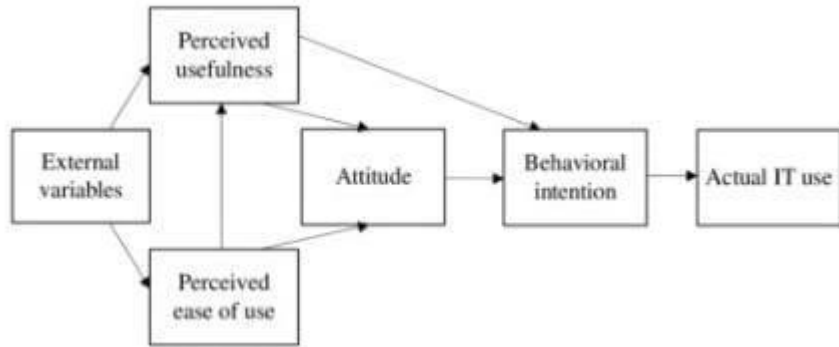 Perceived
usefulness
External
variables
Attitude
Behavioral
intention
Actual IT use
Perceived
ease of use